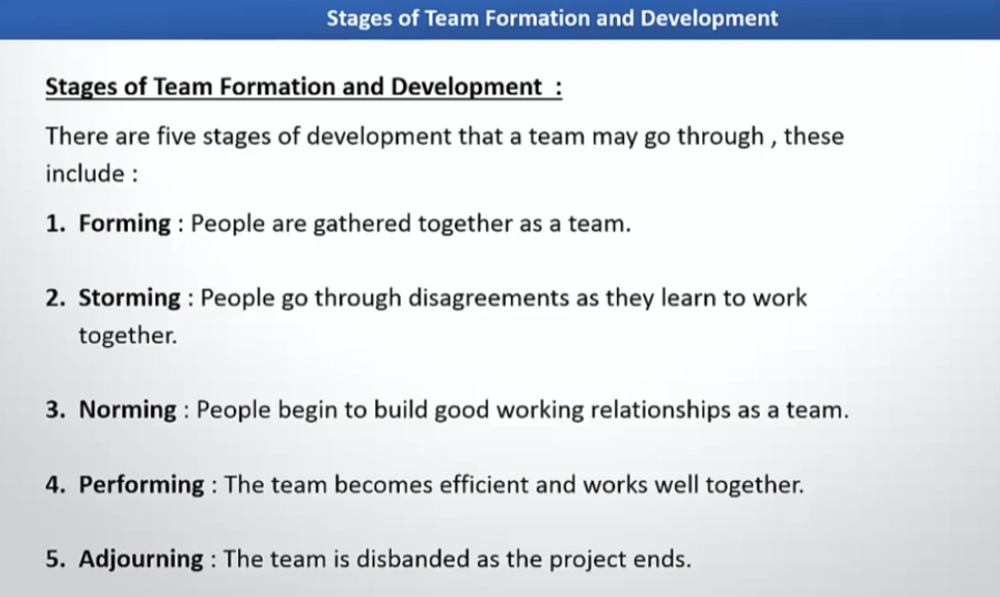 Stages of Team Formation and Development
Stages of Team Formation and Development :
There are five stages of development that a team may go through , these
include :
1. Forming : People are gathered together as a team.
2. Storming : People go through disagreements as they learn to work
together.
3. Norming : People begin to build good working relationships as a team.
4. Performing : The team becomes efficient and works well together.
5. Adjourning : The team is disbanded as the project ends.